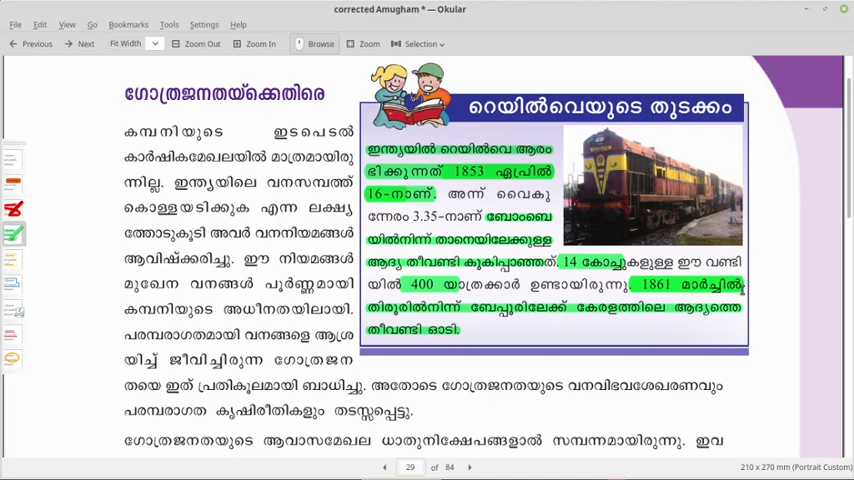 corrected Amugham * — Okular
File Edit View Go Bookmarks Tools Settings Help
Previous Next Fit Width Zoom Out Zoom In Browse Zoom Selection
ഗോത്രജനതയ്ക്കെതിരെ
കമ്പനിയുടെ ഇടപെടൽ
കാർഷികമേഖലയിൽ മാത്രമായിരു
ന്നില്ല. ഇന്ത്യയിലെ വനസമ്പത്ത്
കൊള്ളയടിക്കുക എന്ന ലക്ഷ്യ
ത്തോടുകൂടി അവർ വനനിയമങ്ങൾ
ആവിഷ്ക്കരിച്ചു. ഈ നിയമങ്ങൾ
മുഖേന വനങ്ങൾ പൂർണ്ണമായി
കമ്പനിയുടെ അധീനതയിലായി.
പരമ്പരാഗതമായി വനങ്ങളെ ആശ്ര
യിച്ച് ജീവിച്ചിരുന്ന ഗോത്രജന
തയെ ഇത് പ്രതികൂലമായി ബാധിച്ചു. അതോടെ ഗോത്രജനതയുടെ വനവിഭവശേഖരണവും
പരമ്പരാഗത കൃഷിരീതികളും തടസ്സപ്പെട്ടു.
ഗോത്രജനതയുടെ ആവാസമേഖല ധാതുനിക്ഷേപങ്ങളാൽ സമ്പന്നമായിരുന്നു. ഇവ
റെയിൽവെയുടെ തുടക്കം
ഇന്ത്യയിൽ റെയിൽവെ ആരം
ഭിക്കുന്നത് 1853 ഏപ്രിൽ
16-നാണ്. അന്ന് വൈകു
ന്നേരം 3.35-നാണ് ബോംബെ
യിൽനിന്ന് താനെയിലേക്കുള്ള
ആദ്യ തീവണ്ടി കൂകിപ്പാഞ്ഞത്. 14 കോച്ചുകളുള്ള ഈ വണ്ടി
യിൽ 400 യാത്രക്കാർ ഉണ്ടായിരുന്നു. 1861 മാർച്ചിൽ
തിരൂരിൽനിന്ന് ബേപ്പൂരിലേക്ക് കേരളത്തിലെ ആദ്യത്തെ
തീവണ്ടി ഓടി.
29 of 84
210 x 270 mm (Portrait Custom)